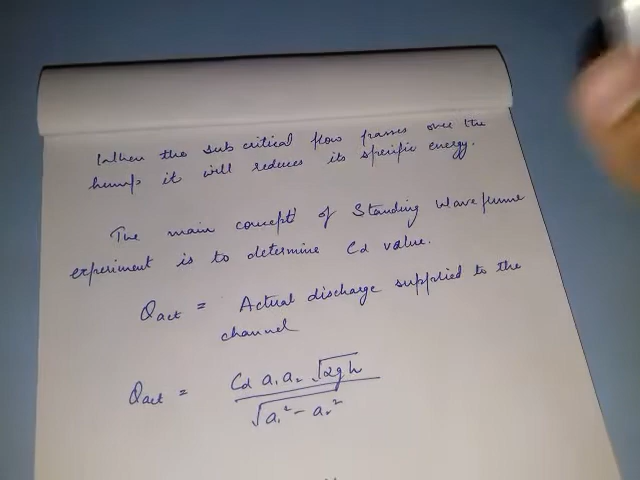 When the sub critical flow passes over the
hump it will reduces its specific energy.
The main concept of Standing Wave flume
experiment is to determine Cd value.
Qact = Actual discharge supplied to the
channel
Qact = Cd a₁ a₂ √2gh / √a₁² - a₂²